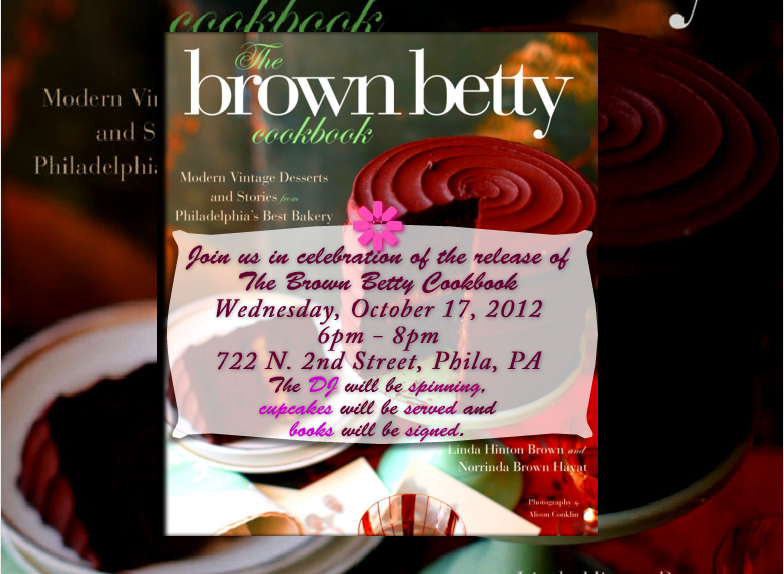 cookbook
Modern Vi
and S
Philadelphia
The
brown betty
cookbook
Modern Vintage Desserts
and Stories from
Philadelphia's Best Bakery
Join us in celebration of the release of
The Brown Betty Cookbook
Wednesday, October 17, 2012
6pm – 8pm
722 N. 2nd Street, Phila, PA
The DJ will be spinning,
cupcakes will be served and
books will be signed.
Linda Hinton Brown and
Norrinda Brown Hayat
Photography by
Alison Conklin